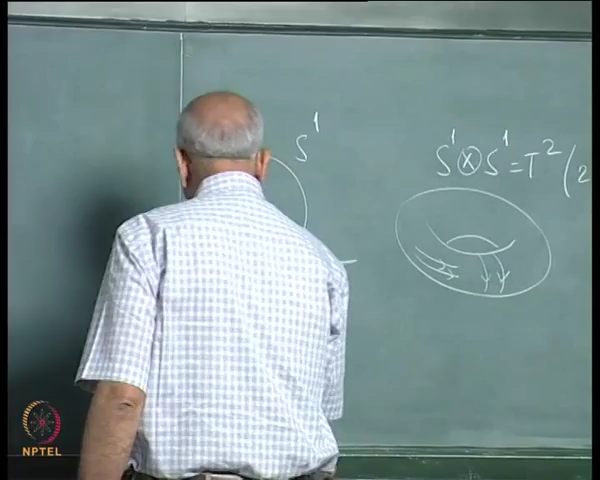 S¹
S¹ ⊗ S¹ = T² (2
NPTEL